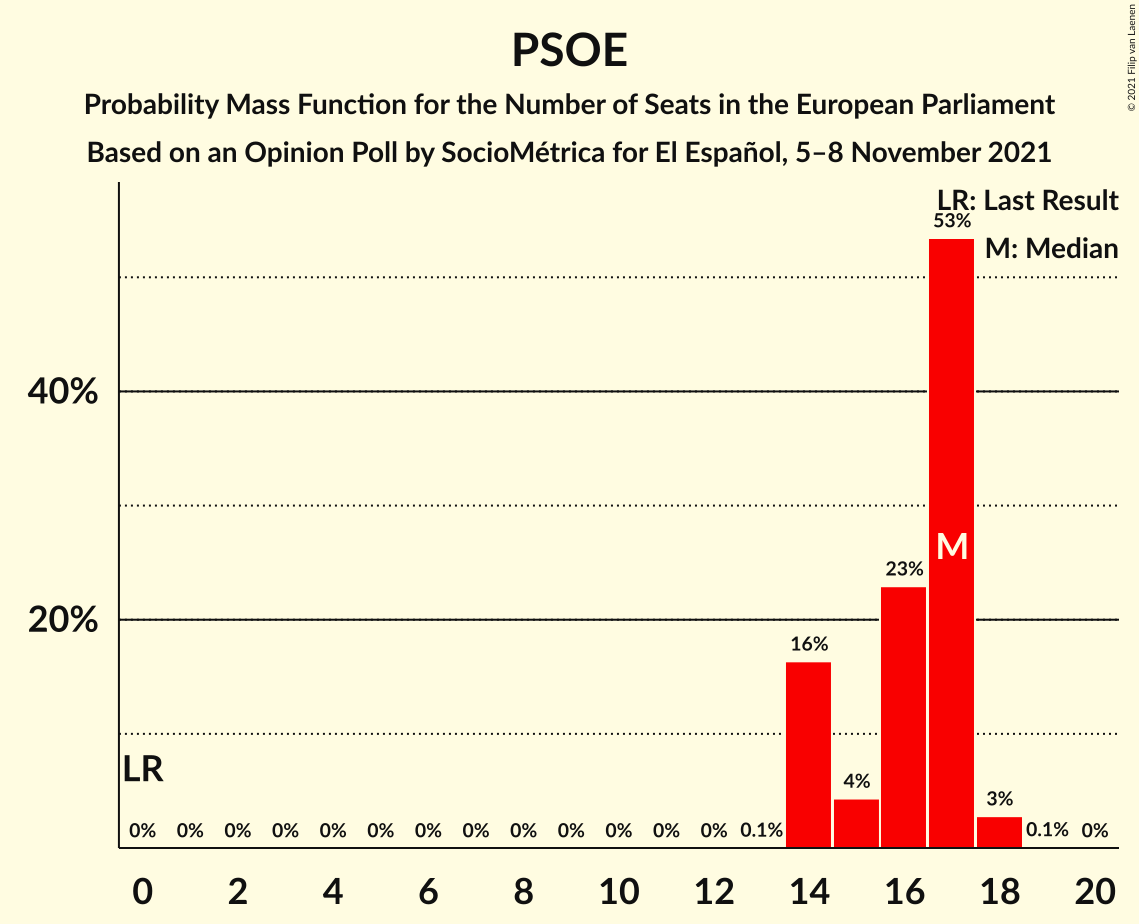 PSOE
Probability Mass Function for the Number of Seats in the European Parliament
Based on an Opinion Poll by SocioMétrica for El Español, 5–8 November 2021
© 2021 Filip van Laenen
LR: Last Result
M: Median
53%
40%
M
23%
20%
16%
LR
4%
3%
0% 0% 0% 0% 0% 0% 0% 0% 0% 0% 0% 0% 0% 0.1% 0.1% 0%
0 2 4 6 8 10 12 14 16 18 20